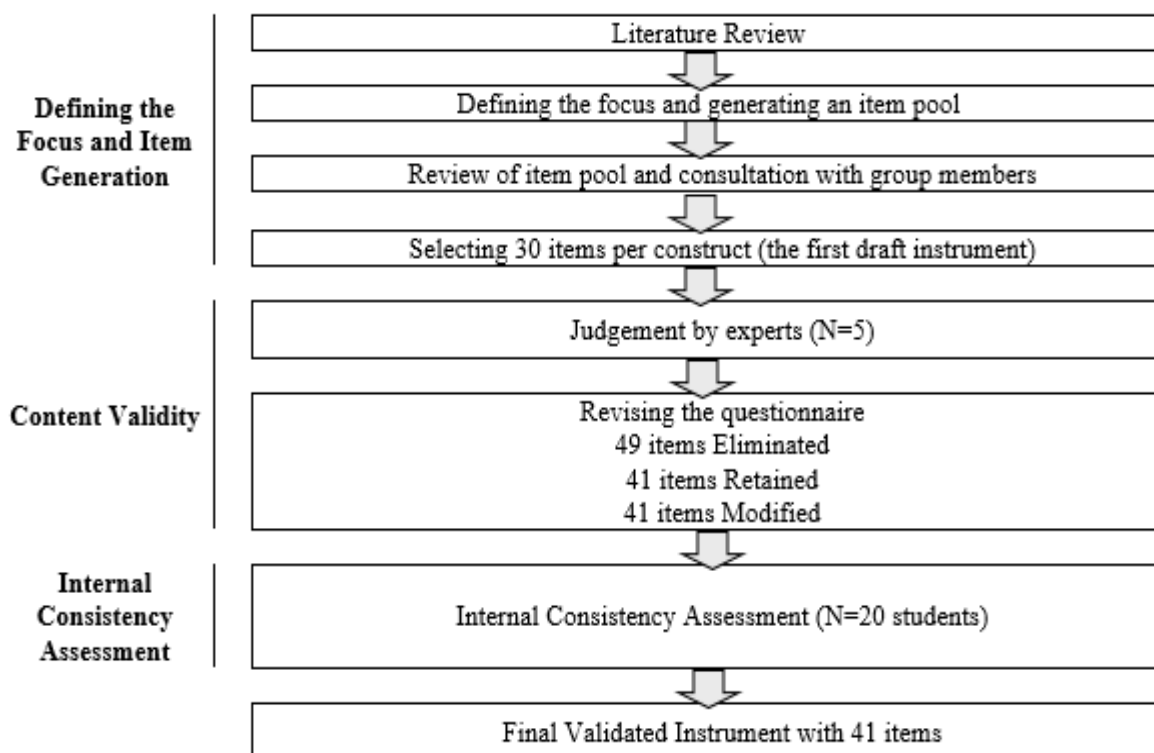 Literature Review
Defining the
Focus and Item
Generation
Defining the focus and generating an item pool
Review of item pool and consultation with group members
Selecting 30 items per construct (the first draft instrument)
Content Validity
Judgement by experts (N=5)
Revising the questionnaire
49 items Eliminated
41 items Retained
41 items Modified
Internal
Consistency
Assessment
Internal Consistency Assessment (N=20 students)
Final Validated Instrument with 41 items